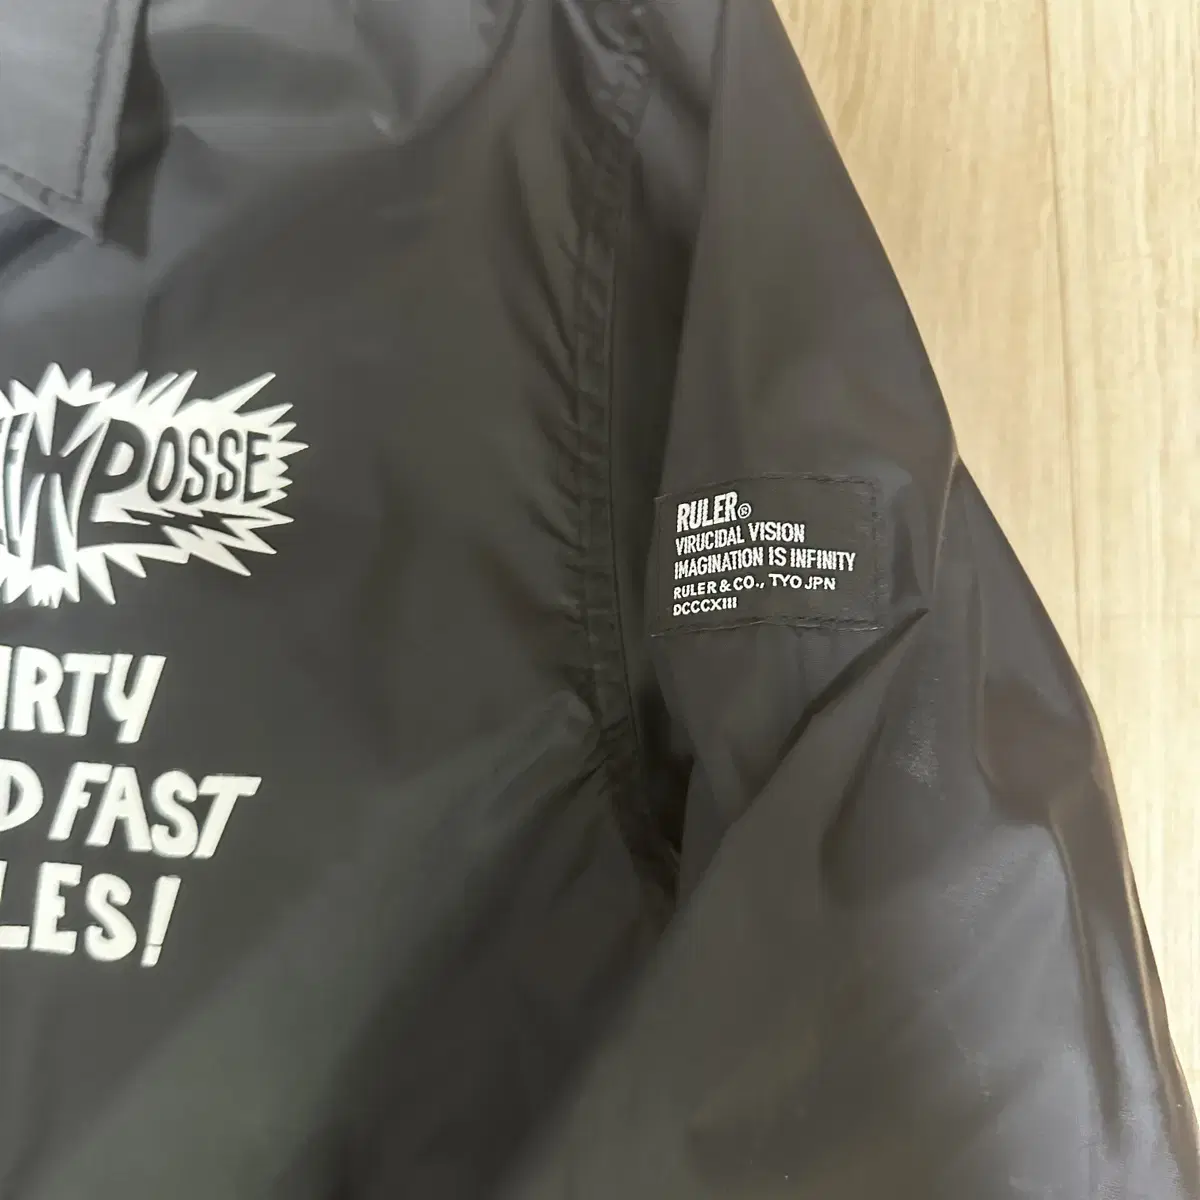 POSSE
IRTY
D FAST
LES!
RULER®
VIRUCIDAL VISION
IMAGINATION IS INFINITY
RULER & CO., TYO JPN
DCCCXIII